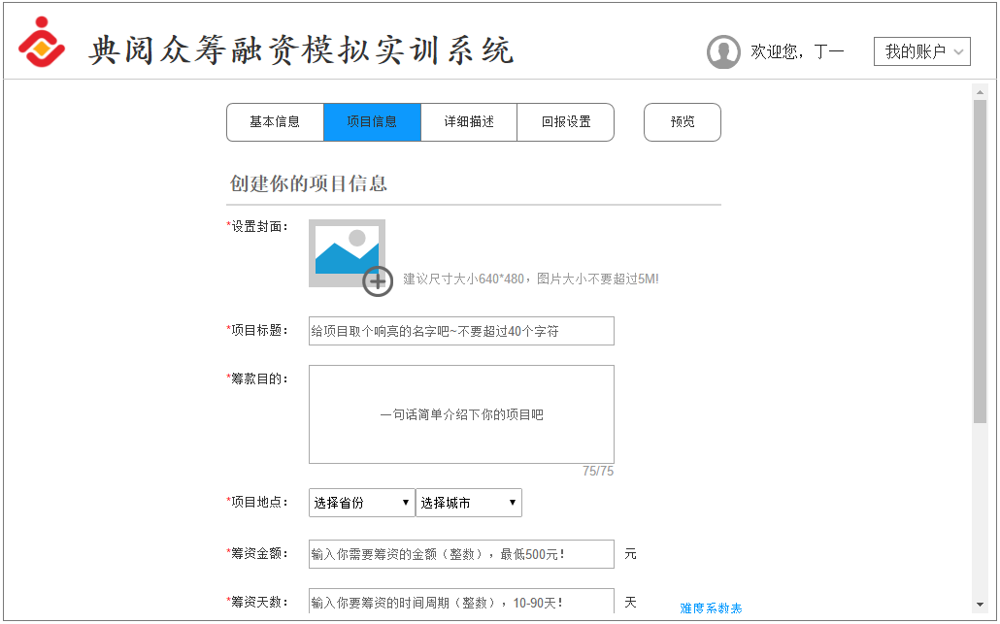 典阅众筹融资模拟实训系统
欢迎您，丁一
我的账户
基本信息 项目信息 详细描述 回报设置 预览
创建你的项目信息
*设置封面：
建议尺寸大小640*480，图片大小不要超过5M!
*项目标题： 给项目取个响亮的名字吧~不要超过40个字符
*筹款目的： 一句话简单介绍下你的项目吧
75/75
*项目地点： 选择省份 选择城市
*筹资金额： 输入你需要筹资的金额（整数），最低500元! 元
*筹资天数： 输入你要筹资的时间周期（整数），10-90天! 天 难度系数表